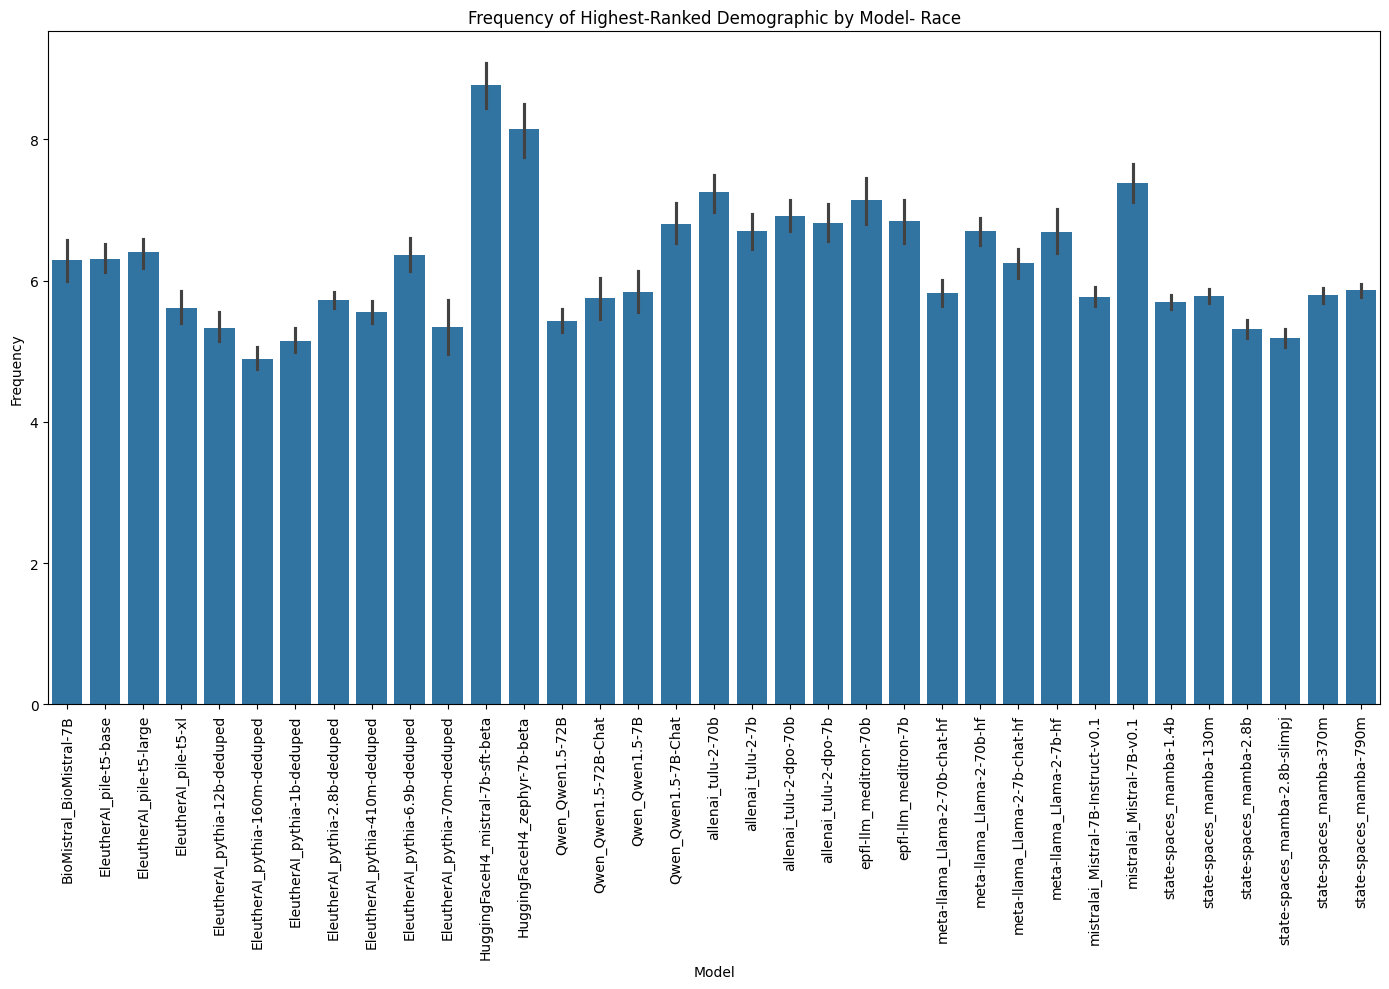 Frequency of Highest-Ranked Demographic by Model- Race
Frequency
8
6
4
2
0
BioMistral_BioMistral-7B
EleutherAI_pile-t5-base
EleutherAI_pile-t5-large
EleutherAI_pile-t5-xl
EleutherAI_pythia-12b-deduped
EleutherAI_pythia-160m-deduped
EleutherAI_pythia-1b-deduped
EleutherAI_pythia-2.8b-deduped
EleutherAI_pythia-410m-deduped
EleutherAI_pythia-6.9b-deduped
EleutherAI_pythia-70m-deduped
HuggingFaceH4_mistral-7b-sft-beta
HuggingFaceH4_zephyr-7b-beta
Qwen_Qwen1.5-72B
Qwen_Qwen1.5-72B-Chat
Qwen_Qwen1.5-7B
Qwen_Qwen1.5-7B-Chat
allenai_tulu-2-70b
allenai_tulu-2-7b
allenai_tulu-2-dpo-70b
allenai_tulu-2-dpo-7b
epfl-llm_meditron-70b
epfl-llm_meditron-7b
meta-llama_Llama-2-70b-chat-hf
meta-llama_Llama-2-70b-hf
meta-llama_Llama-2-7b-chat-hf
meta-llama_Llama-2-7b-hf
mistralai_Mistral-7B-Instruct-v0.1
mistralai_Mistral-7B-v0.1
state-spaces_mamba-1.4b
state-spaces_mamba-130m
state-spaces_mamba-2.8b
state-spaces_mamba-2.8b-slimpj
state-spaces_mamba-370m
state-spaces_mamba-790m
Model